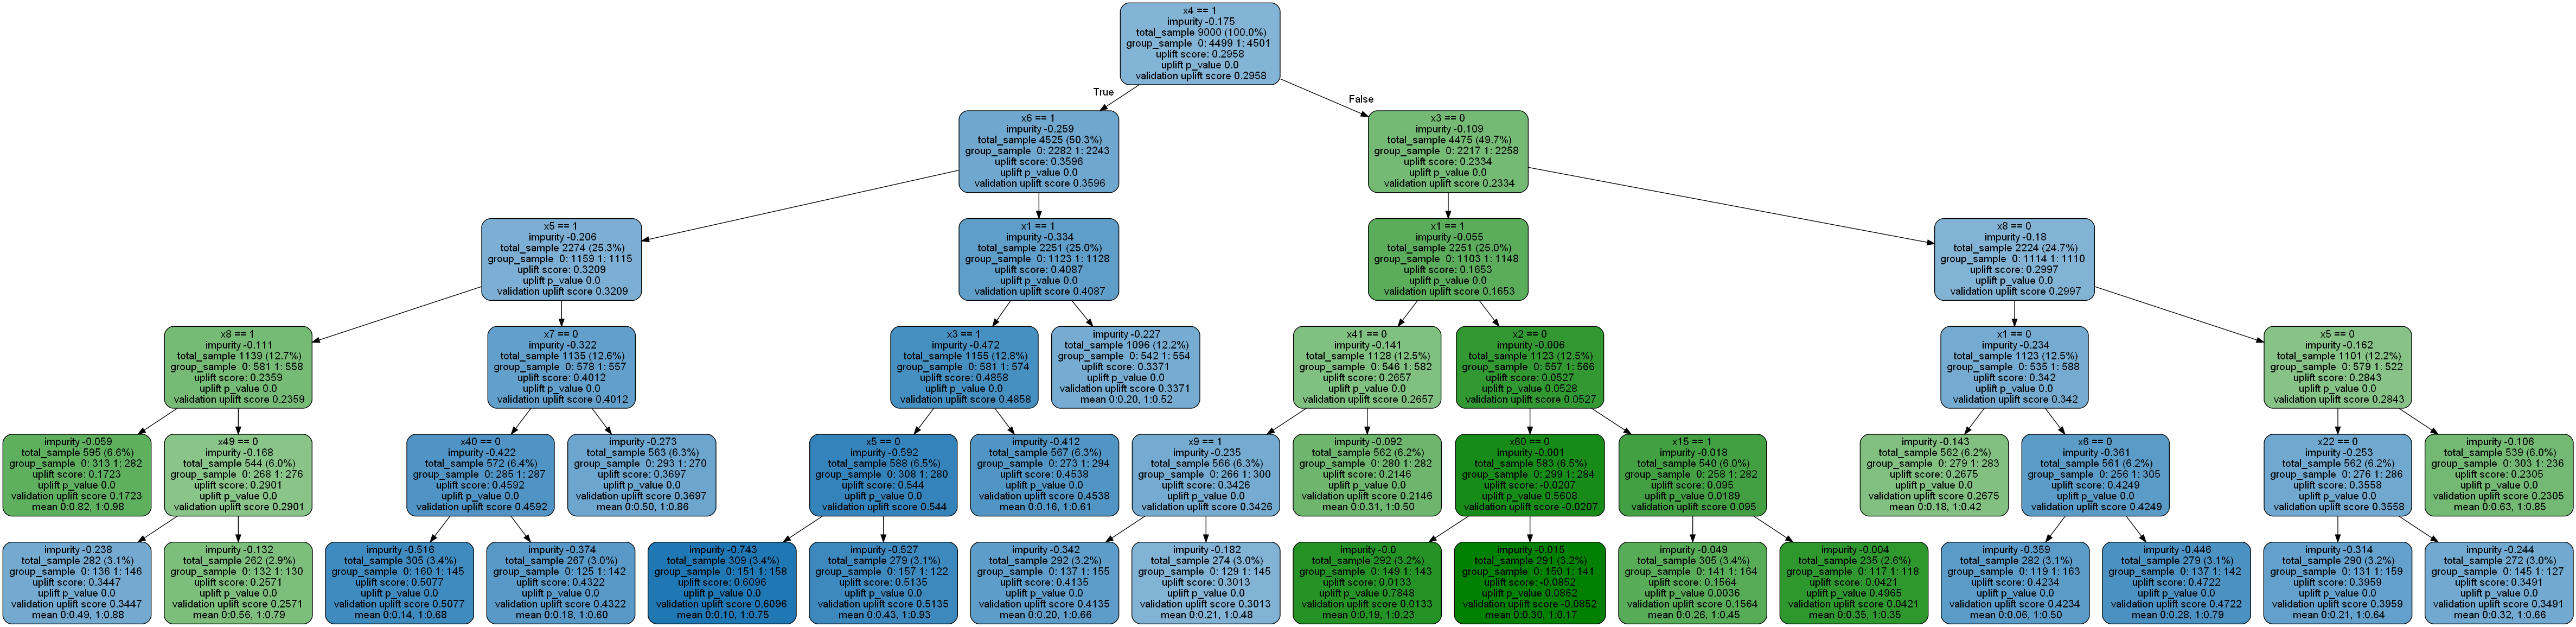 x4 == 1
impurity -0.175
total_sample 9000 (100.0%)
group_sample 0: 4499 1: 4501
uplift score: 0.2958
uplift p_value 0.0
validation uplift score 0.2958
True
False
x6 == 1
impurity -0.259
total_sample 4525 (50.3%)
group_sample 0: 2282 1: 2243
uplift score: 0.3596
uplift p_value 0.0
validation uplift score 0.3596
x3 == 0
impurity -0.109
total_sample 4475 (49.7%)
group_sample 0: 2217 1: 2258
uplift score: 0.2334
uplift p_value 0.0
validation uplift score 0.2334
x5 == 1
impurity -0.206
total_sample 2274 (25.3%)
group_sample 0: 1159 1: 1115
uplift score: 0.3209
uplift p_value 0.0
validation uplift score 0.3209
x1 == 1
impurity -0.334
total_sample 2251 (25.0%)
group_sample 0: 1123 1: 1128
uplift score: 0.4087
uplift p_value 0.0
validation uplift score 0.4087
x1 == 1
impurity -0.055
total_sample 2251 (25.0%)
group_sample 0: 1103 1: 1148
uplift score: 0.1653
uplift p_value 0.0
validation uplift score 0.1653
x8 == 0
impurity -0.18
total_sample 2224 (24.7%)
group_sample 0: 1114 1: 1110
uplift score: 0.2997
uplift p_value 0.0
validation uplift score 0.2997
x8 == 1
impurity -0.111
total_sample 1139 (12.7%)
group_sample 0: 581 1: 558
uplift score: 0.2359
uplift p_value 0.0
validation uplift score 0.2359
x7 == 0
impurity -0.322
total_sample 1135 (12.6%)
group_sample 0: 578 1: 557
uplift score: 0.4012
uplift p_value 0.0
validation uplift score 0.4012
x3 == 1
impurity -0.472
total_sample 1155 (12.8%)
group_sample 0: 581 1: 574
uplift score: 0.4858
uplift p_value 0.0
validation uplift score 0.4858
impurity -0.227
total_sample 1096 (12.2%)
group_sample 0: 542 1: 554
uplift score: 0.3371
uplift p_value 0.0
validation uplift score 0.3371
mean 0:0.20, 1:0.52
x41 == 0
impurity -0.141
total_sample 1128 (12.5%)
group_sample 0: 546 1: 582
uplift score: 0.2657
uplift p_value 0.0
validation uplift score 0.2657
x2 == 0
impurity -0.006
total_sample 1123 (12.5%)
group_sample 0: 557 1: 566
uplift score: 0.0527
uplift p_value 0.0528
validation uplift score 0.0527
x1 == 0
impurity -0.234
total_sample 1123 (12.5%)
group_sample 0: 535 1: 588
uplift score: 0.342
uplift p_value 0.0
validation uplift score 0.342
x5 == 0
impurity -0.162
total_sample 1101 (12.2%)
group_sample 0: 579 1: 522
uplift score: 0.2843
uplift p_value 0.0
validation uplift score 0.2843
impurity -0.059
total_sample 595 (6.6%)
group_sample 0: 313 1: 282
uplift score: 0.1723
uplift p_value 0.0
validation uplift score 0.1723
mean 0:0.82, 1:0.98
x49 == 0
impurity -0.168
total_sample 544 (6.0%)
group_sample 0: 268 1: 276
uplift score: 0.2901
uplift p_value 0.0
validation uplift score 0.2901
x40 == 0
impurity -0.422
total_sample 572 (6.4%)
group_sample 0: 285 1: 287
uplift score: 0.4592
uplift p_value 0.0
validation uplift score 0.4592
impurity -0.273
total_sample 563 (6.3%)
group_sample 0: 293 1: 270
uplift score: 0.3697
uplift p_value 0.0
validation uplift score 0.3697
mean 0:0.50, 1:0.86
x5 == 0
impurity -0.592
total_sample 588 (6.5%)
group_sample 0: 308 1: 280
uplift score: 0.544
uplift p_value 0.0
validation uplift score 0.544
impurity -0.412
total_sample 567 (6.3%)
group_sample 0: 273 1: 294
uplift score: 0.4538
uplift p_value 0.0
validation uplift score 0.4538
mean 0:0.16, 1:0.61
x9 == 1
impurity -0.235
total_sample 566 (6.3%)
group_sample 0: 266 1: 300
uplift score: 0.3426
uplift p_value 0.0
validation uplift score 0.3426
impurity -0.092
total_sample 562 (6.2%)
group_sample 0: 280 1: 282
uplift score: 0.2146
uplift p_value 0.0
validation uplift score 0.2146
mean 0:0.31, 1:0.50
x60 == 0
impurity -0.001
total_sample 583 (6.5%)
group_sample 0: 299 1: 284
uplift score: -0.0207
uplift p_value 0.5608
validation uplift score -0.0207
x15 == 1
impurity -0.018
total_sample 540 (6.0%)
group_sample 0: 258 1: 282
uplift score: 0.095
uplift p_value 0.0189
validation uplift score 0.095
impurity -0.143
total_sample 562 (6.2%)
group_sample 0: 279 1: 283
uplift score: 0.2675
uplift p_value 0.0
validation uplift score 0.2675
mean 0:0.18, 1:0.42
x6 == 0
impurity -0.361
total_sample 561 (6.2%)
group_sample 0: 256 1: 305
uplift score: 0.4249
uplift p_value 0.0
validation uplift score 0.4249
x22 == 0
impurity -0.253
total_sample 562 (6.2%)
group_sample 0: 276 1: 286
uplift score: 0.3558
uplift p_value 0.0
validation uplift score 0.3558
impurity -0.106
total_sample 539 (6.0%)
group_sample 0: 303 1: 236
uplift score: 0.2305
uplift p_value 0.0
validation uplift score 0.2305
mean 0:0.63, 1:0.85
impurity -0.238
total_sample 282 (3.1%)
group_sample 0: 136 1: 146
uplift score: 0.3447
uplift p_value 0.0
validation uplift score 0.3447
mean 0:0.49, 1:0.88
impurity -0.132
total_sample 262 (2.9%)
group_sample 0: 132 1: 130
uplift score: 0.2571
uplift p_value 0.0
validation uplift score 0.2571
mean 0:0.56, 1:0.79
impurity -0.516
total_sample 305 (3.4%)
group_sample 0: 160 1: 145
uplift score: 0.5077
uplift p_value 0.0
validation uplift score 0.5077
mean 0:0.14, 1:0.68
impurity -0.374
total_sample 267 (3.0%)
group_sample 0: 125 1: 142
uplift score: 0.4322
uplift p_value 0.0
validation uplift score 0.4322
mean 0:0.18, 1:0.60
impurity -0.743
total_sample 309 (3.4%)
group_sample 0: 151 1: 158
uplift score: 0.6096
uplift p_value 0.0
validation uplift score 0.6096
mean 0:0.10, 1:0.75
impurity -0.527
total_sample 279 (3.1%)
group_sample 0: 157 1: 122
uplift score: 0.5135
uplift p_value 0.0
validation uplift score 0.5135
mean 0:0.43, 1:0.93
impurity -0.342
total_sample 292 (3.2%)
group_sample 0: 137 1: 155
uplift score: 0.4135
uplift p_value 0.0
validation uplift score 0.4135
mean 0:0.20, 1:0.66
impurity -0.182
total_sample 274 (3.0%)
group_sample 0: 129 1: 145
uplift score: 0.3013
uplift p_value 0.0
validation uplift score 0.3013
mean 0:0.21, 1:0.48
impurity -0.0
total_sample 292 (3.2%)
group_sample 0: 149 1: 143
uplift score: 0.0133
uplift p_value 0.7848
validation uplift score 0.0133
mean 0:0.19, 1:0.23
impurity -0.015
total_sample 291 (3.2%)
group_sample 0: 150 1: 141
uplift score: -0.0852
uplift p_value 0.0862
validation uplift score -0.0852
mean 0:0.30, 1:0.17
impurity -0.049
total_sample 305 (3.4%)
group_sample 0: 141 1: 164
uplift score: 0.1564
uplift p_value 0.0036
validation uplift score 0.1564
mean 0:0.26, 1:0.45
impurity -0.004
total_sample 235 (2.6%)
group_sample 0: 117 1: 118
uplift score: 0.0421
uplift p_value 0.4965
validation uplift score 0.0421
mean 0:0.35, 1:0.35
impurity -0.359
total_sample 282 (3.1%)
group_sample 0: 119 1: 163
uplift score: 0.4234
uplift p_value 0.0
validation uplift score 0.4234
mean 0:0.06, 1:0.50
impurity -0.446
total_sample 279 (3.1%)
group_sample 0: 137 1: 142
uplift score: 0.4722
uplift p_value 0.0
validation uplift score 0.4722
mean 0:0.28, 1:0.79
impurity -0.314
total_sample 290 (3.2%)
group_sample 0: 131 1: 159
uplift score: 0.3959
uplift p_value 0.0
validation uplift score 0.3959
mean 0:0.21, 1:0.64
impurity -0.244
total_sample 272 (3.0%)
group_sample 0: 145 1: 127
uplift score: 0.3491
uplift p_value 0.0
validation uplift score 0.3491
mean 0:0.32, 1:0.66